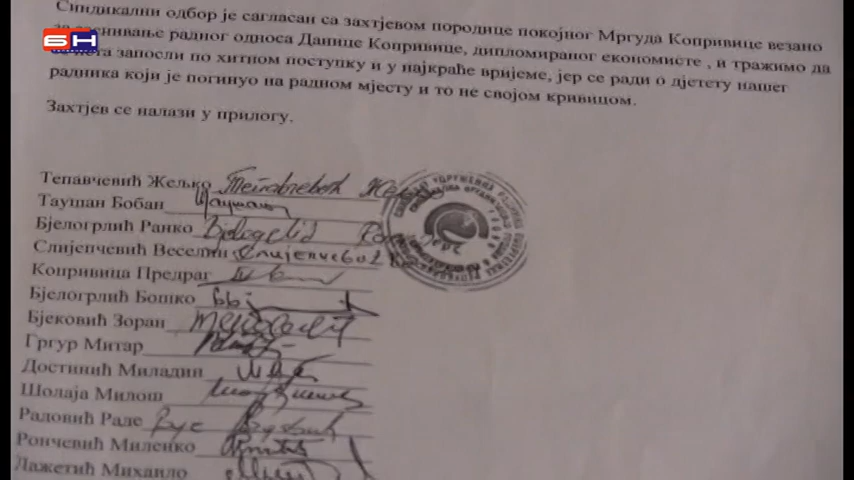 Синдикални одбор је сагласан са захтјевом породице покојног Мргуда Копривице везано
БН
за заснивање радног односа Данице Копривице, дипломираног економисте , и тражимо да
запосли по хитном поступку и у најкраће вријеме, јер се ради о дјетету нашег
радника који је погинуо на радном мјесту и то не својом кривицом.
Захтјев се налази у прилогу.
Тепавчевић Жељко
Таушан Бобан
Бјелогрлић Ранко
Слијепчевић Веселин
Копривица Предраг
Бјелогрлић Бошко
Бјековић Зоран
Гргур Митар
Достинић Миладин
Шолаја Милош
Радовић Раде
Рончевић Миленко
Лажетић Михаило